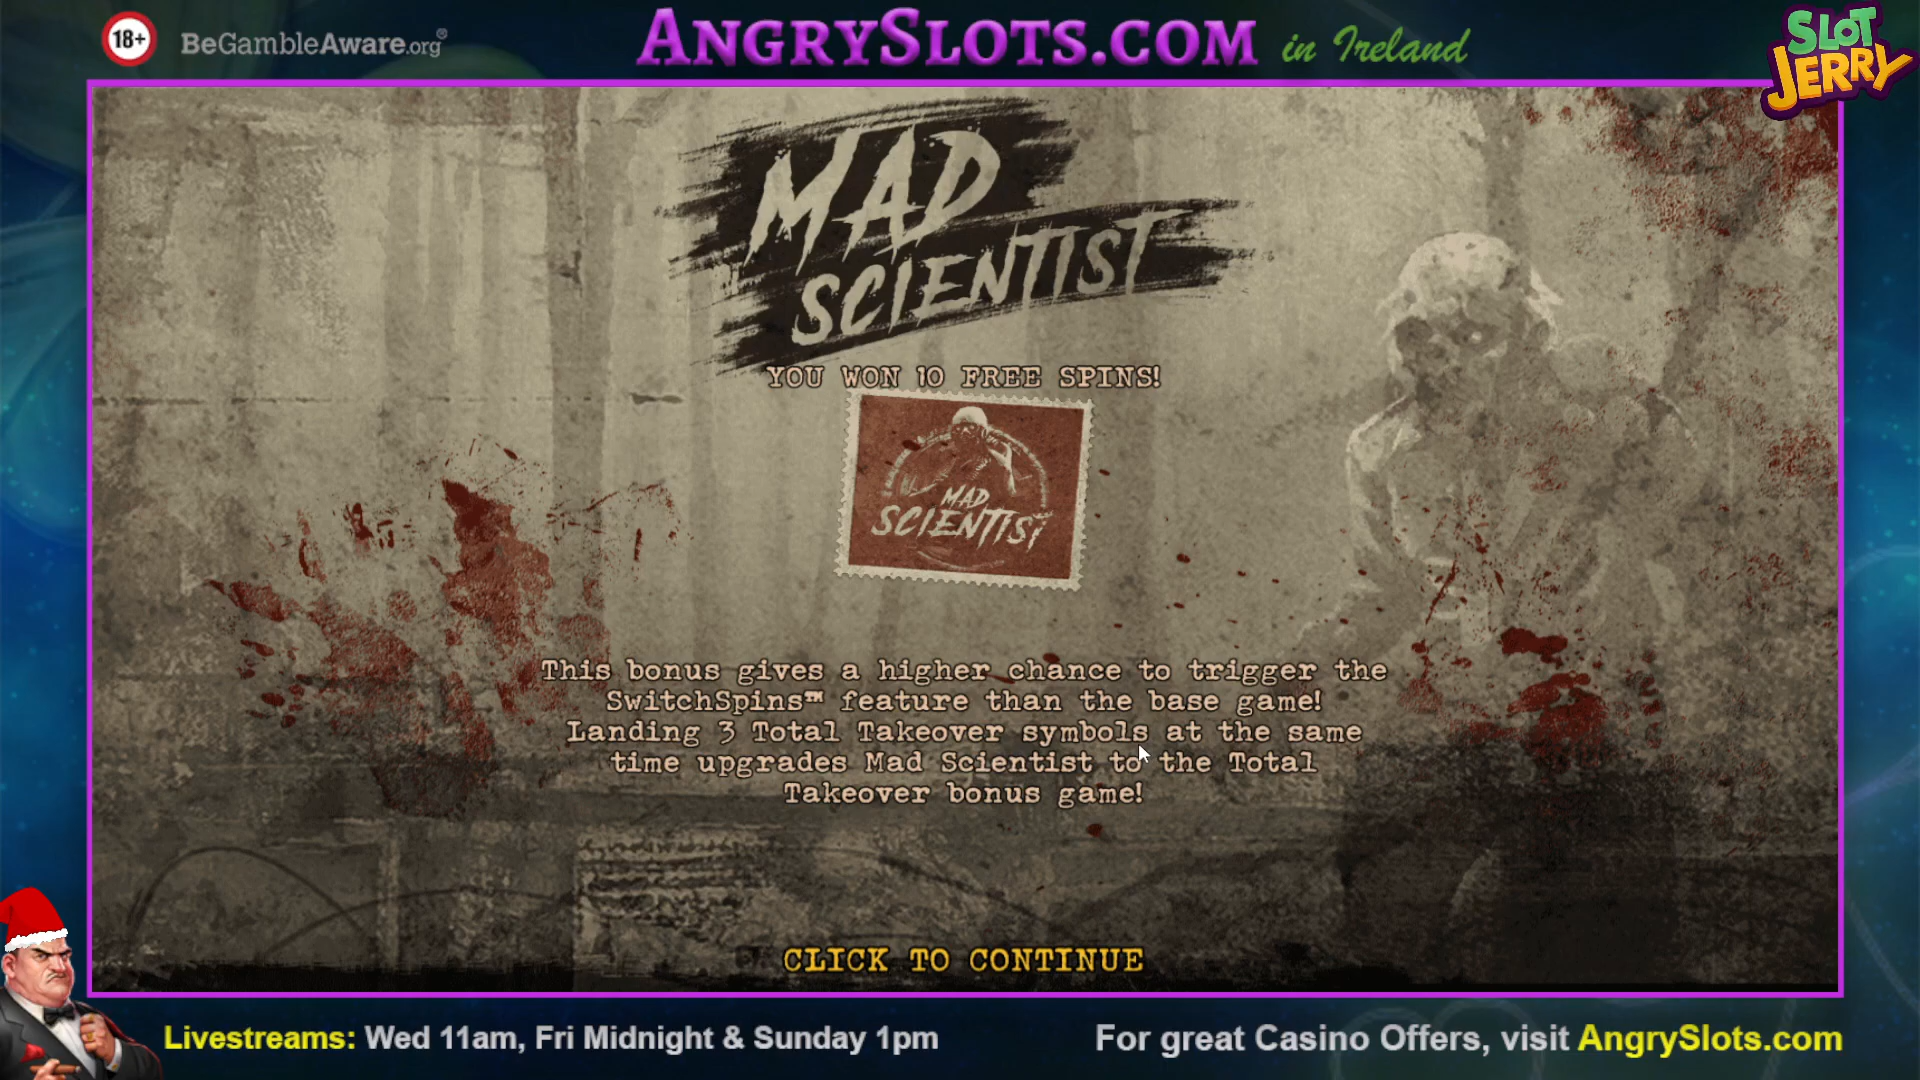 18+
BeGambleAware.org®
AngrySlots.com in Ireland
SLOT
JERRY
MAD
SCIENTIST
YOU WON 10 FREE SPINS!
MAD
SCIENTIST
This bonus gives a higher chance to trigger the
SwitchSpins™ feature than the base game!
Landing 3 Total Takeover symbols at the same
time upgrades Mad Scientist to the Total
Takeover bonus game!
CLICK TO CONTINUE
Livestreams: Wed 11am, Fri Midnight & Sunday 1pm
For great Casino Offers, visit AngrySlots.com